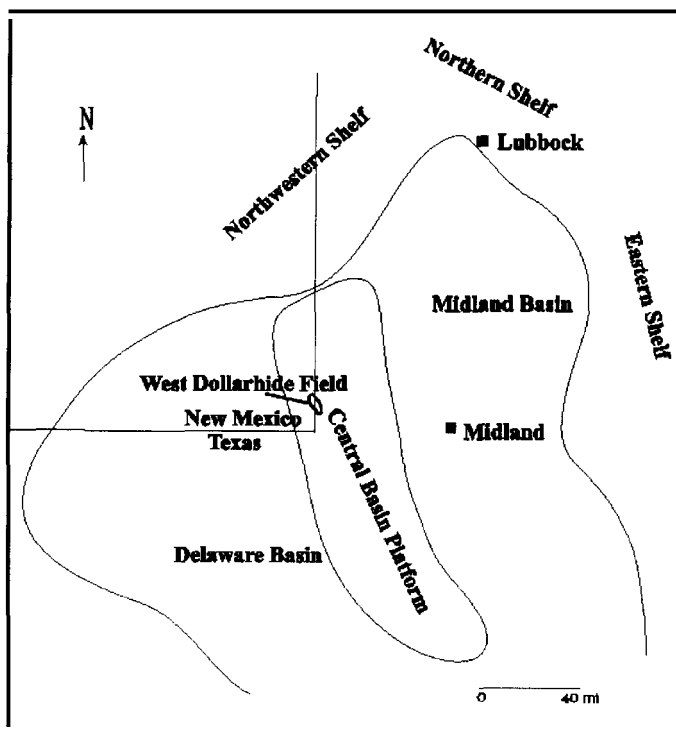 Northern Shelf
N
Northwestern Shelf
Lubbock
Eastern Shelf
Midland Basin
West Dollarhide Field
New Mexico
Texas
Central Basin Platform
Midland
Delaware Basin
0 40 mi